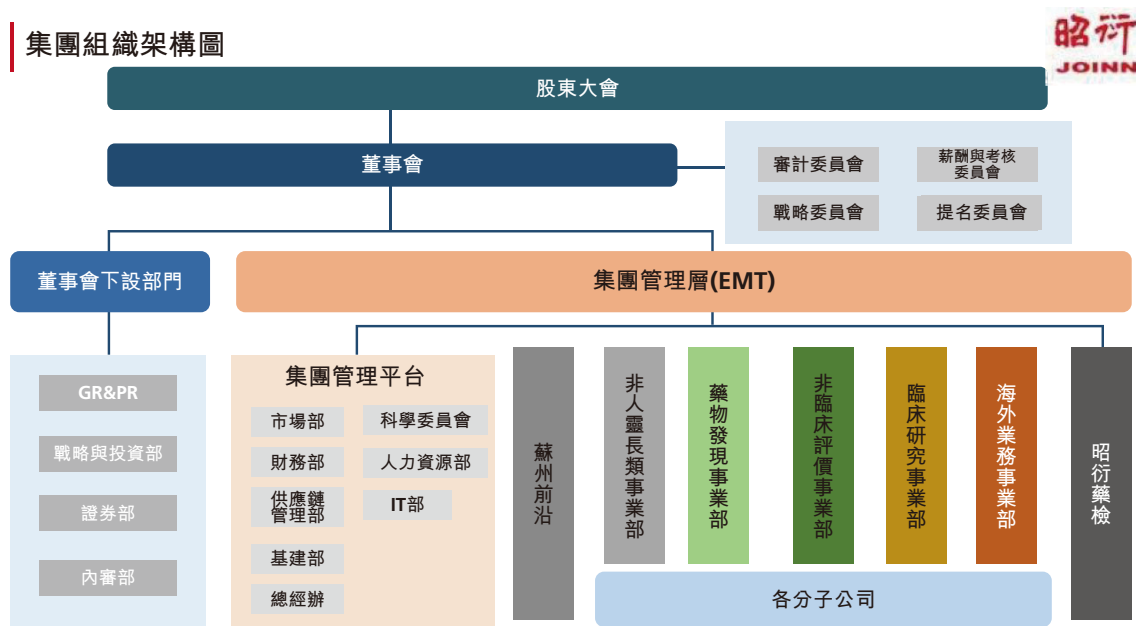 集團組織架構圖
昭衍
JOINN
股東大會
董事會
審計委員會
薪酬與考核
委員會
戰略委員會
提名委員會
董事會下設部門
集團管理層(EMT)
GR&PR
戰略與投資部
證券部
內審部
集團管理平台
市場部
科學委員會
財務部
人力資源部
供應鏈
管理部
IT部
基建部
總經辦
蘇州前沿
非人靈長類事業部
藥物發現事業部
非臨床評價事業部
臨床研究事業部
海外業務事業部
昭衍藥檢
各分子公司